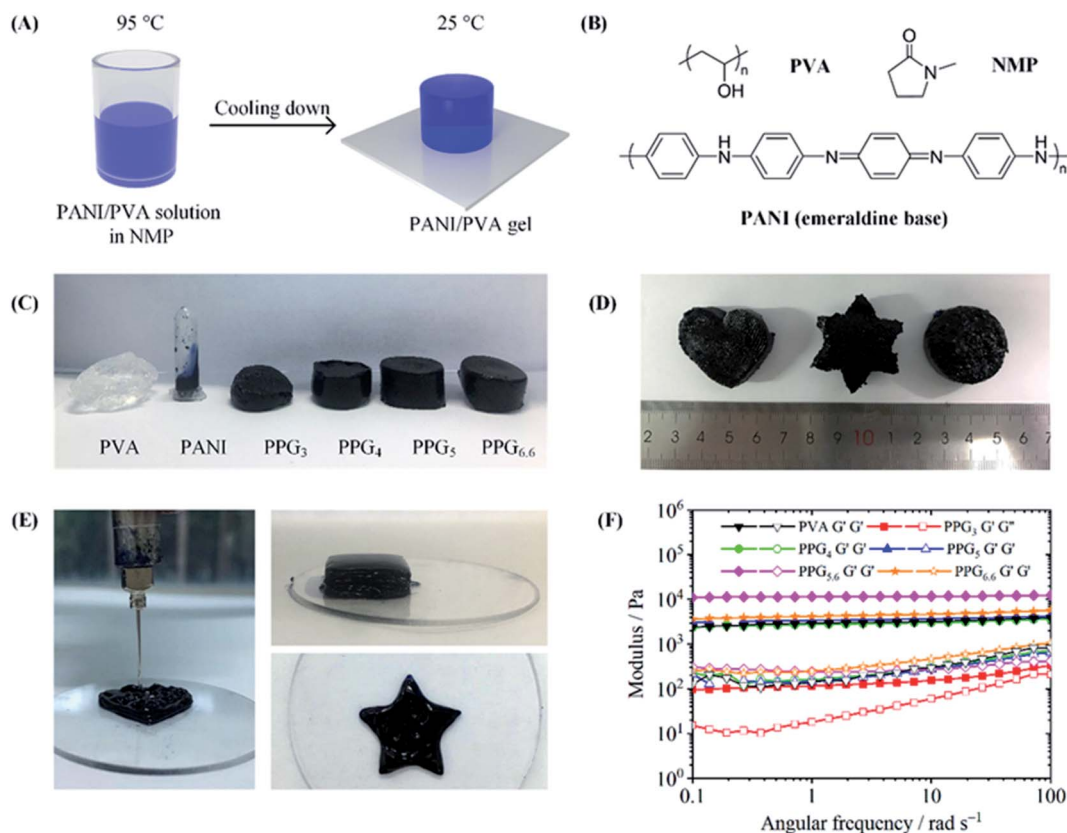 (A)
95 °C
25 °C
Cooling down
PANI/PVA solution
in NMP
PANI/PVA gel
(B)
O
N
( )n
OH
PVA
NMP
H
N
N
N
H
N
n
PANI (emeraldine base)
(C)
PVA PANI PPG3 PPG4 PPG5 PPG6.6
(D)
2 3 4 5 6 7 8 9 10 1 2 3 4 5 6 7
(E)
(F)
PVA G' G' PPG3 G' G''
PPG4 G' G' PPG5 G' G'
PPG5.6 G' G' PPG6.6 G' G'
Modulus / Pa
10^6
10^5
10^4
10^3
10^2
10^1
10^0
0.1 1 10 100
Angular frequency / rad s⁻¹